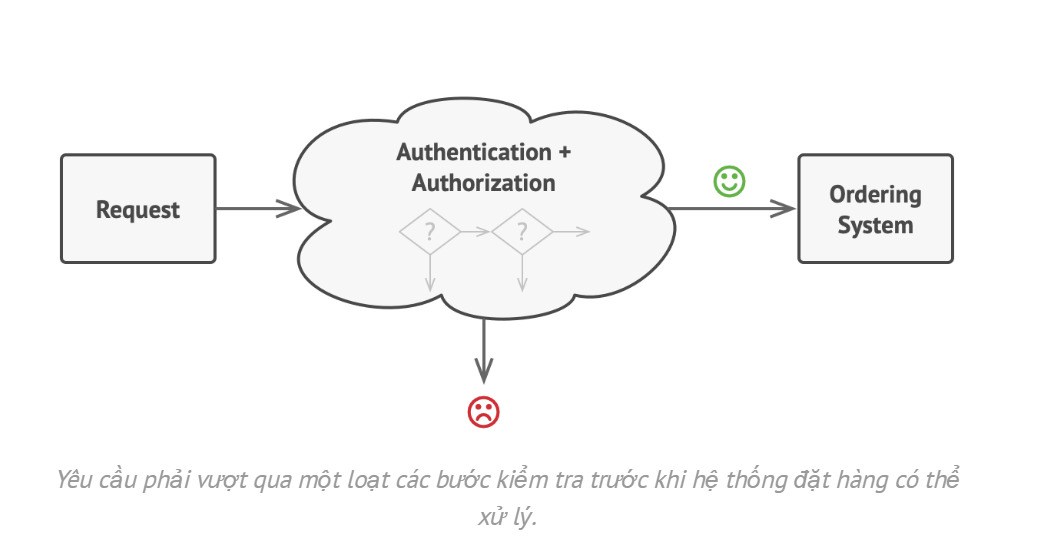 Authentication +
Authorization
Request
? ?
Ordering
System
Yêu cầu phải vượt qua một loạt các bước kiểm tra trước khi hệ thống đặt hàng có thể
xử lý.